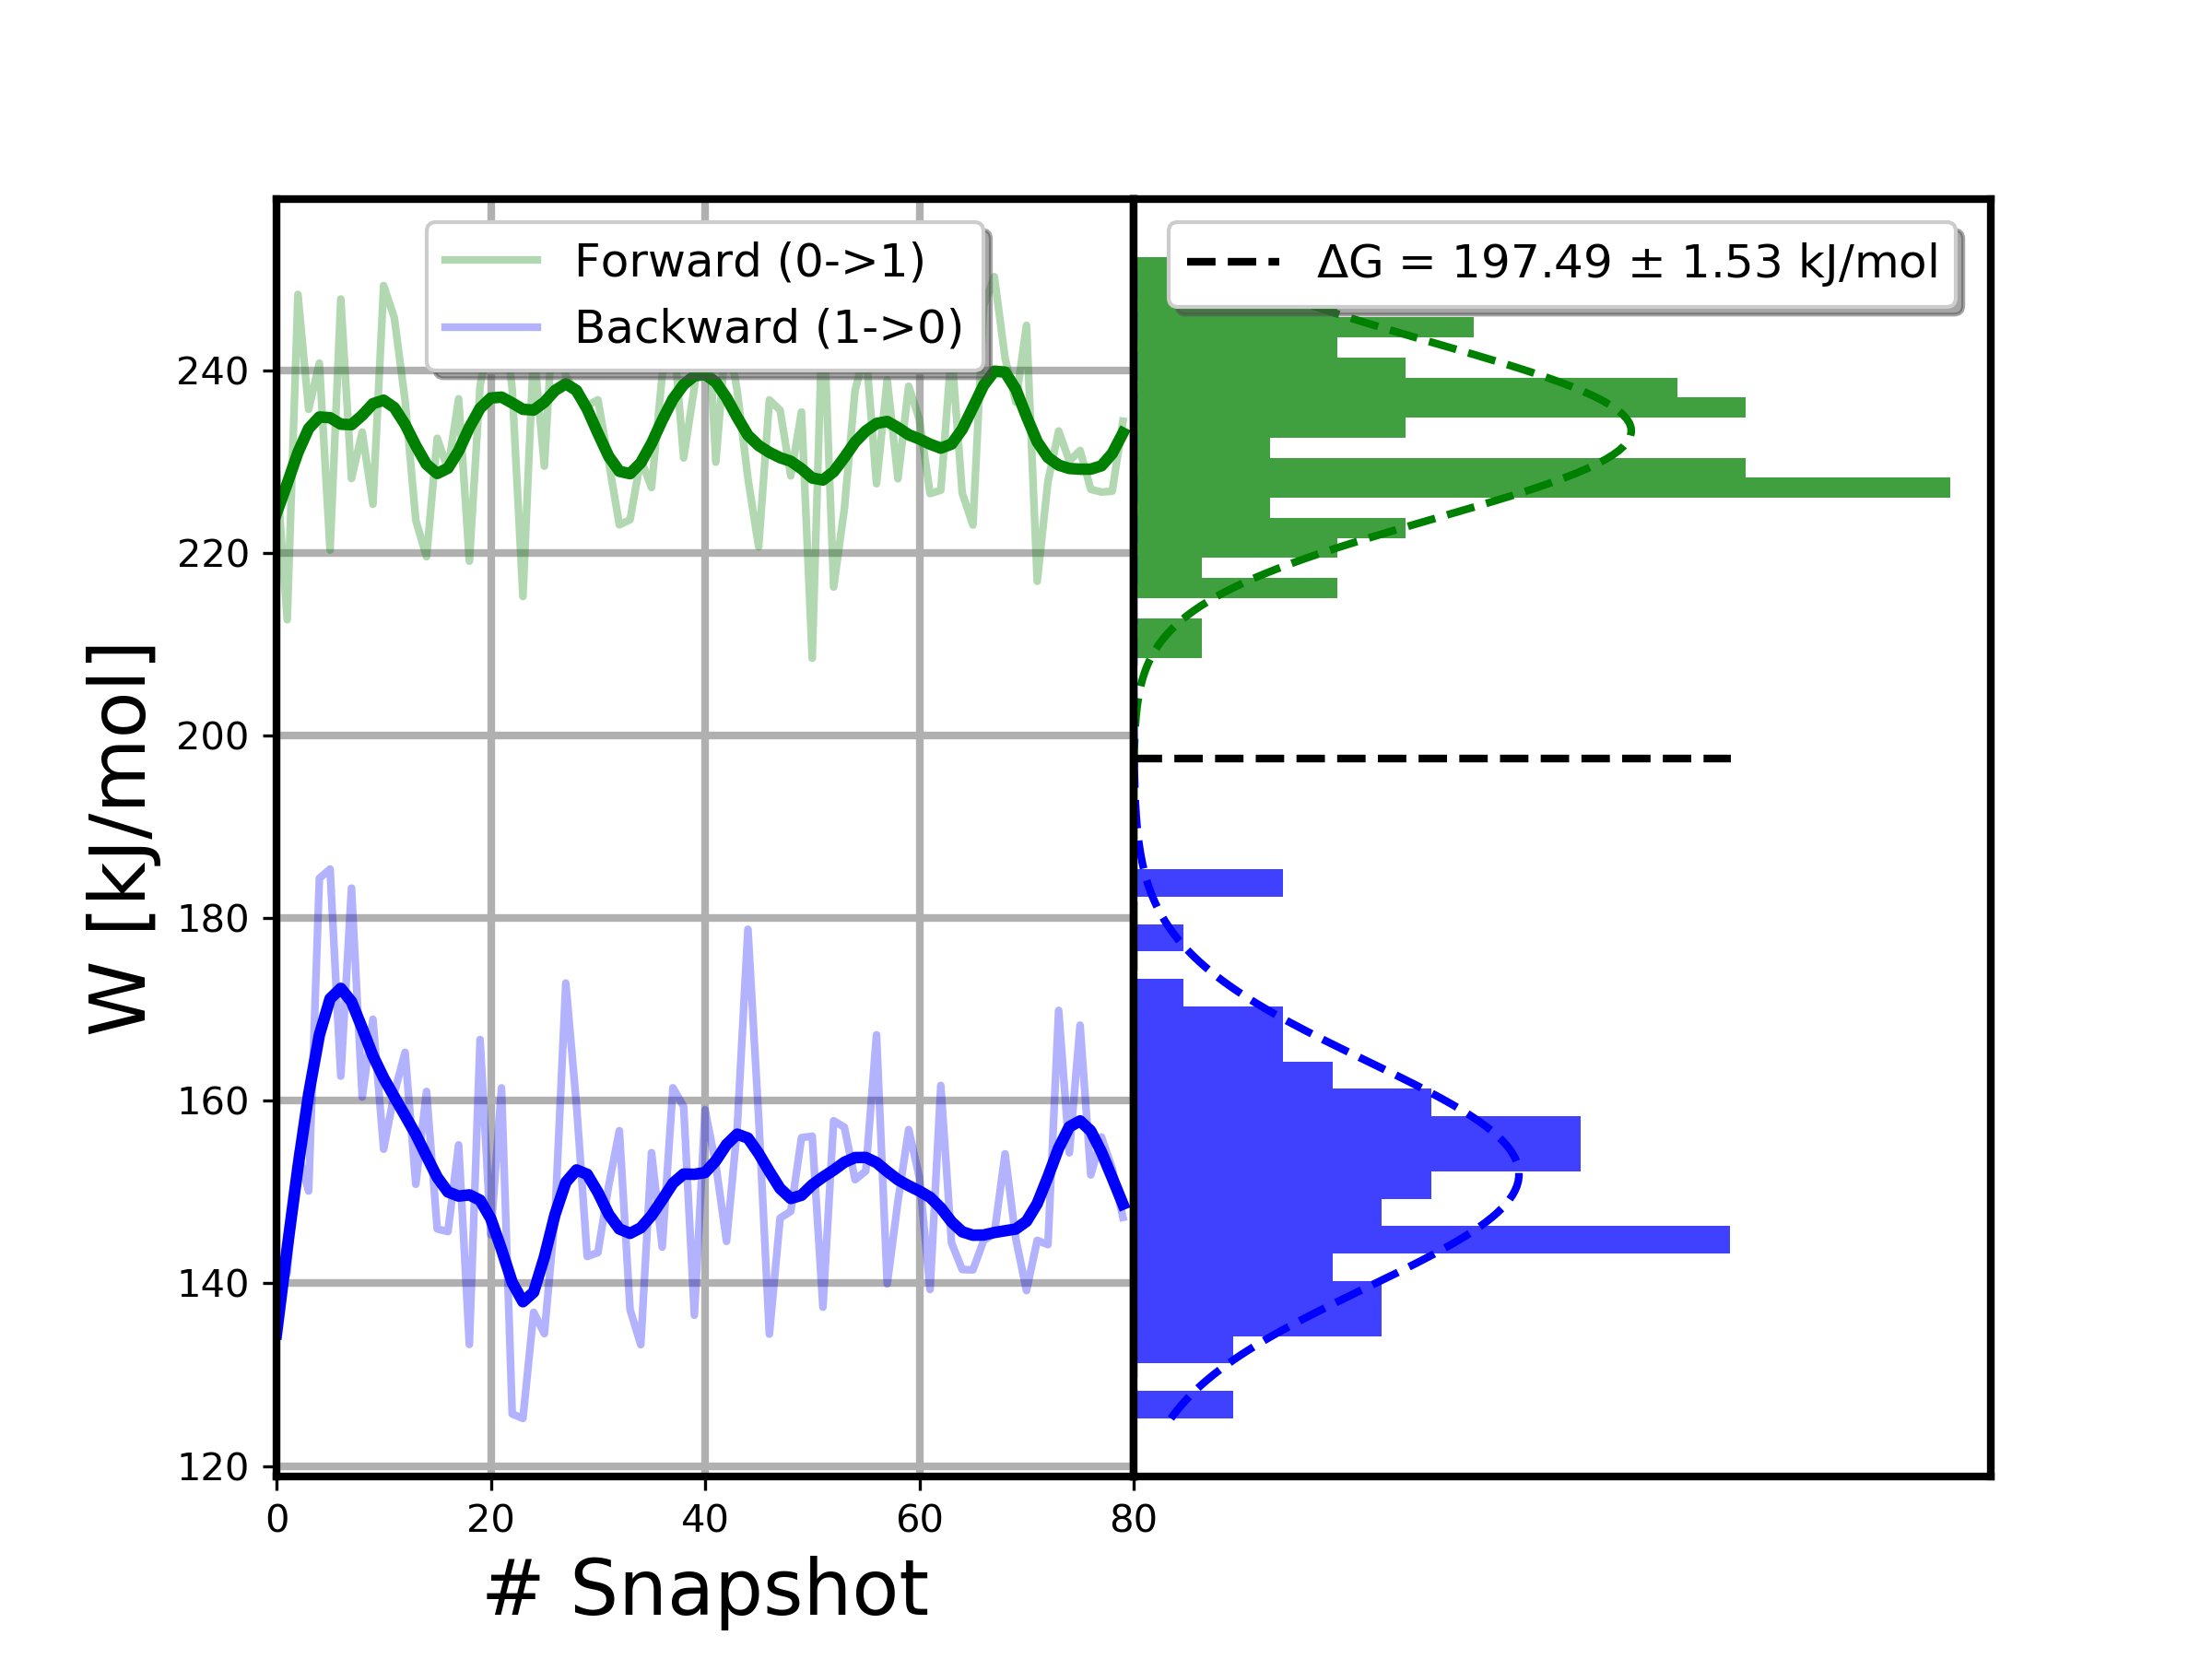 Forward (0->1)
Backward (1->0)
ΔG = 197.49 ± 1.53 kJ/mol
W [kJ/mol]
240
220
200
180
160
140
120
0 20 40 60 80
# Snapshot